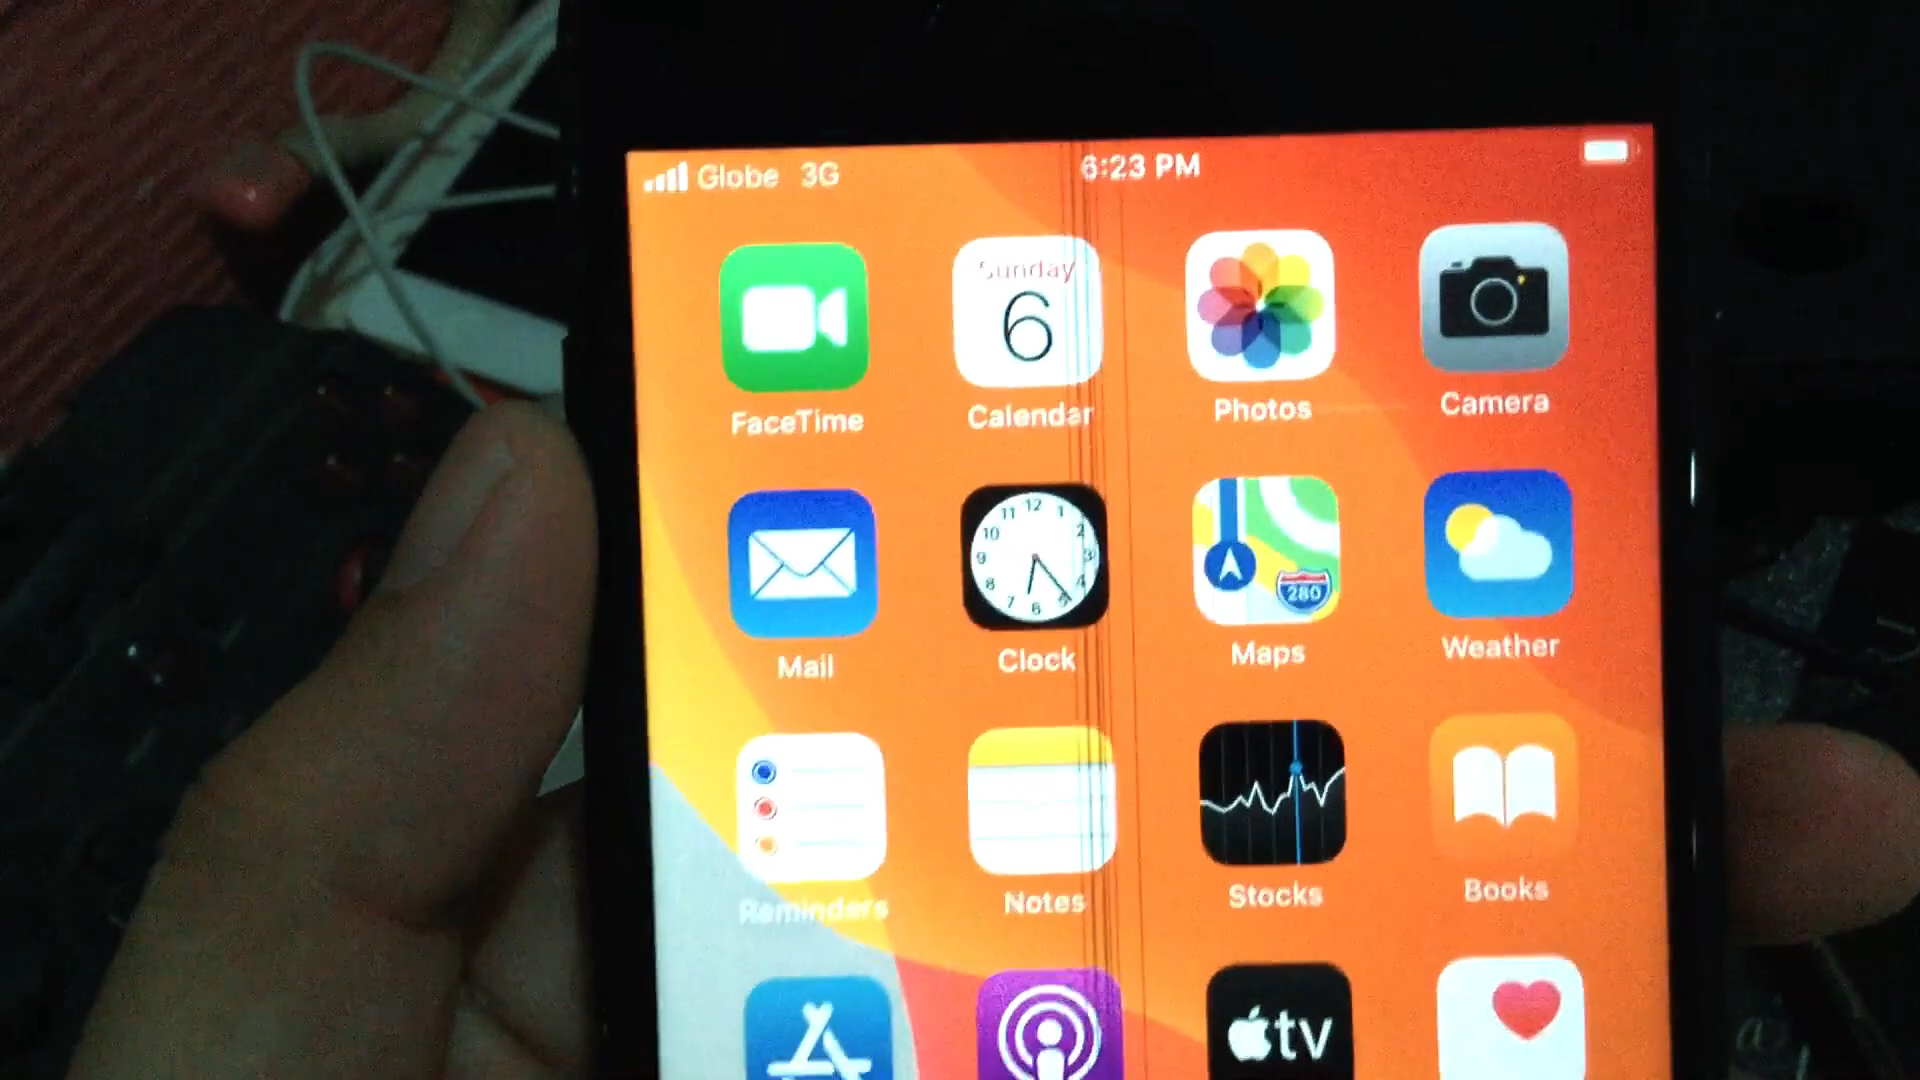 Globe 3G 6:23 PM
Sunday
6
FaceTime Calendar Photos Camera
12
11 1
10 2
9 3
8 4
7 6 5
280
Mail Clock Maps Weather
Reminders Notes Stocks Books
tv